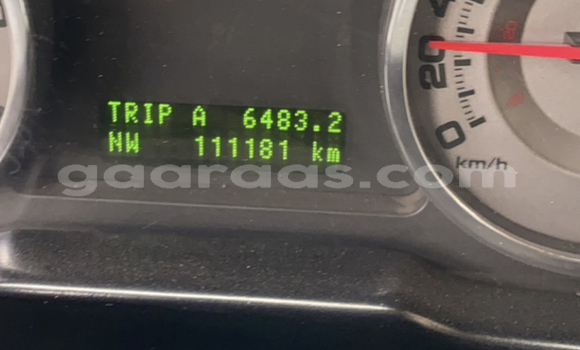 TRIP A 6483.2
NW 111181 km
gaaraas.com
20
0
km/h